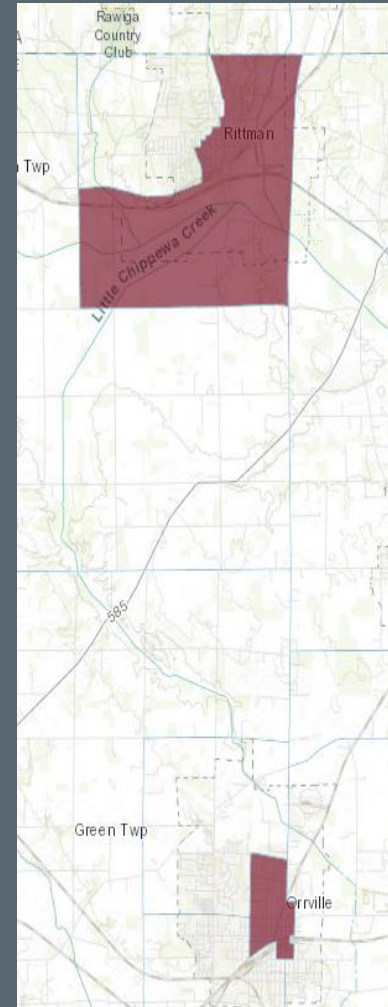 Rawiga
Country
Club
A
Rittman
Twp
Little Chippewa Creek
585
Green Twp
Orrville